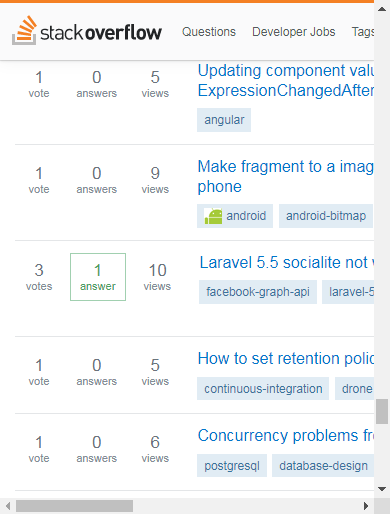 stackoverflow Questions Developer Jobs Tags
1 0 5 Updating component valu
vote answers views ExpressionChangedAfter
angular
1 0 9 Make fragment to a imag
vote answers views phone
android android-bitmap
3 1 10 Laravel 5.5 socialite not
votes answer views facebook-graph-api laravel-5
1 0 5 How to set retention polic
vote answers views continuous-integration drone
1 0 6 Concurrency problems fr
vote answers views postgresql database-design